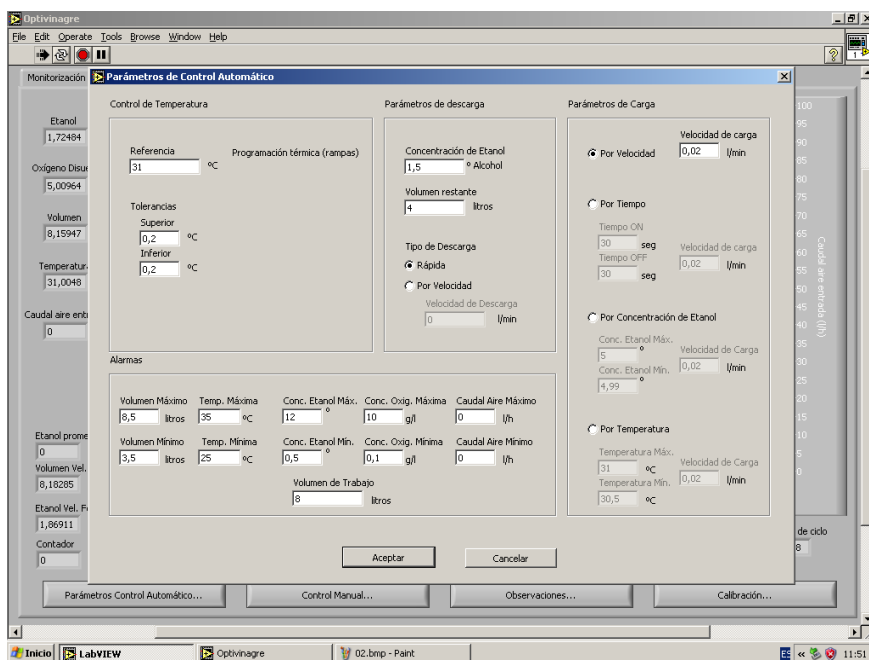 Optivinagre
File Edit Operate Tools Browse Window Help
1
Monitorización
Parámetros de Control Automático
Control de Temperatura
Parámetros de descarga
Parámetros de Carga
Etanol
1,72484
Oxígeno Disue
5,00964
Volumen
8,15947
Temperatur
31,0048
Caudal aire entr
0
Etanol prome
0
Volumen Vel.
8,18285
Etanol Vel. F
1,86911
Contador
0
Referencia
31 ºC
Programación térmica (rampas)
Tolerancias
Superior
0,2 ºC
Inferior
0,2 ºC
Concentración de Etanol
1,5 º Alcohol
Volumen restante
4 litros
Tipo de Descarga
Rápida
Por Velocidad
Velocidad de Descarga
0 l/min
Velocidad de carga
Por Velocidad 0,02 l/min
Por Tiempo
Tiempo ON
30 seg
Tiempo OFF
30 seg
Velocidad de carga
0,02 l/min
Por Concentración de Etanol
Conc. Etanol Máx.
5 º
Conc. Etanol Mín.
4,99 º
Velocidad de Carga
0,02 l/min
Por Temperatura
Temperatura Máx.
31 ºC
Temperatura Mín.
30,5 ºC
Velocidad de Carga
0,02 l/min
Alarmas
Volumen Máximo Temp. Máxima Conc. Etanol Máx. Conc. Oxig. Máxima Caudal Aire Máximo
8,5 litros 35 ºC 12 º 10 g/l 0 l/h
Volumen Mínimo Temp. Mínima Conc. Etanol Mín. Conc. Oxig. Mínima Caudal Aire Mínimo
3,5 litros 25 ºC 0,5 º 0,1 g/l 0 l/h
Volumen de Trabajo
8 litros
Aceptar Cancelar
100
95
90
85
80
75
70
65
60
55
50
45
40
35
30
25
20
15
10
5
0
Caudal aire entrada (l/h)
de ciclo
8
Parámetros Control Automático... Control Manual... Observaciones... Calibración...
Inicio LabVIEW Optivinagre 02.bmp - Paint ES « 11:51